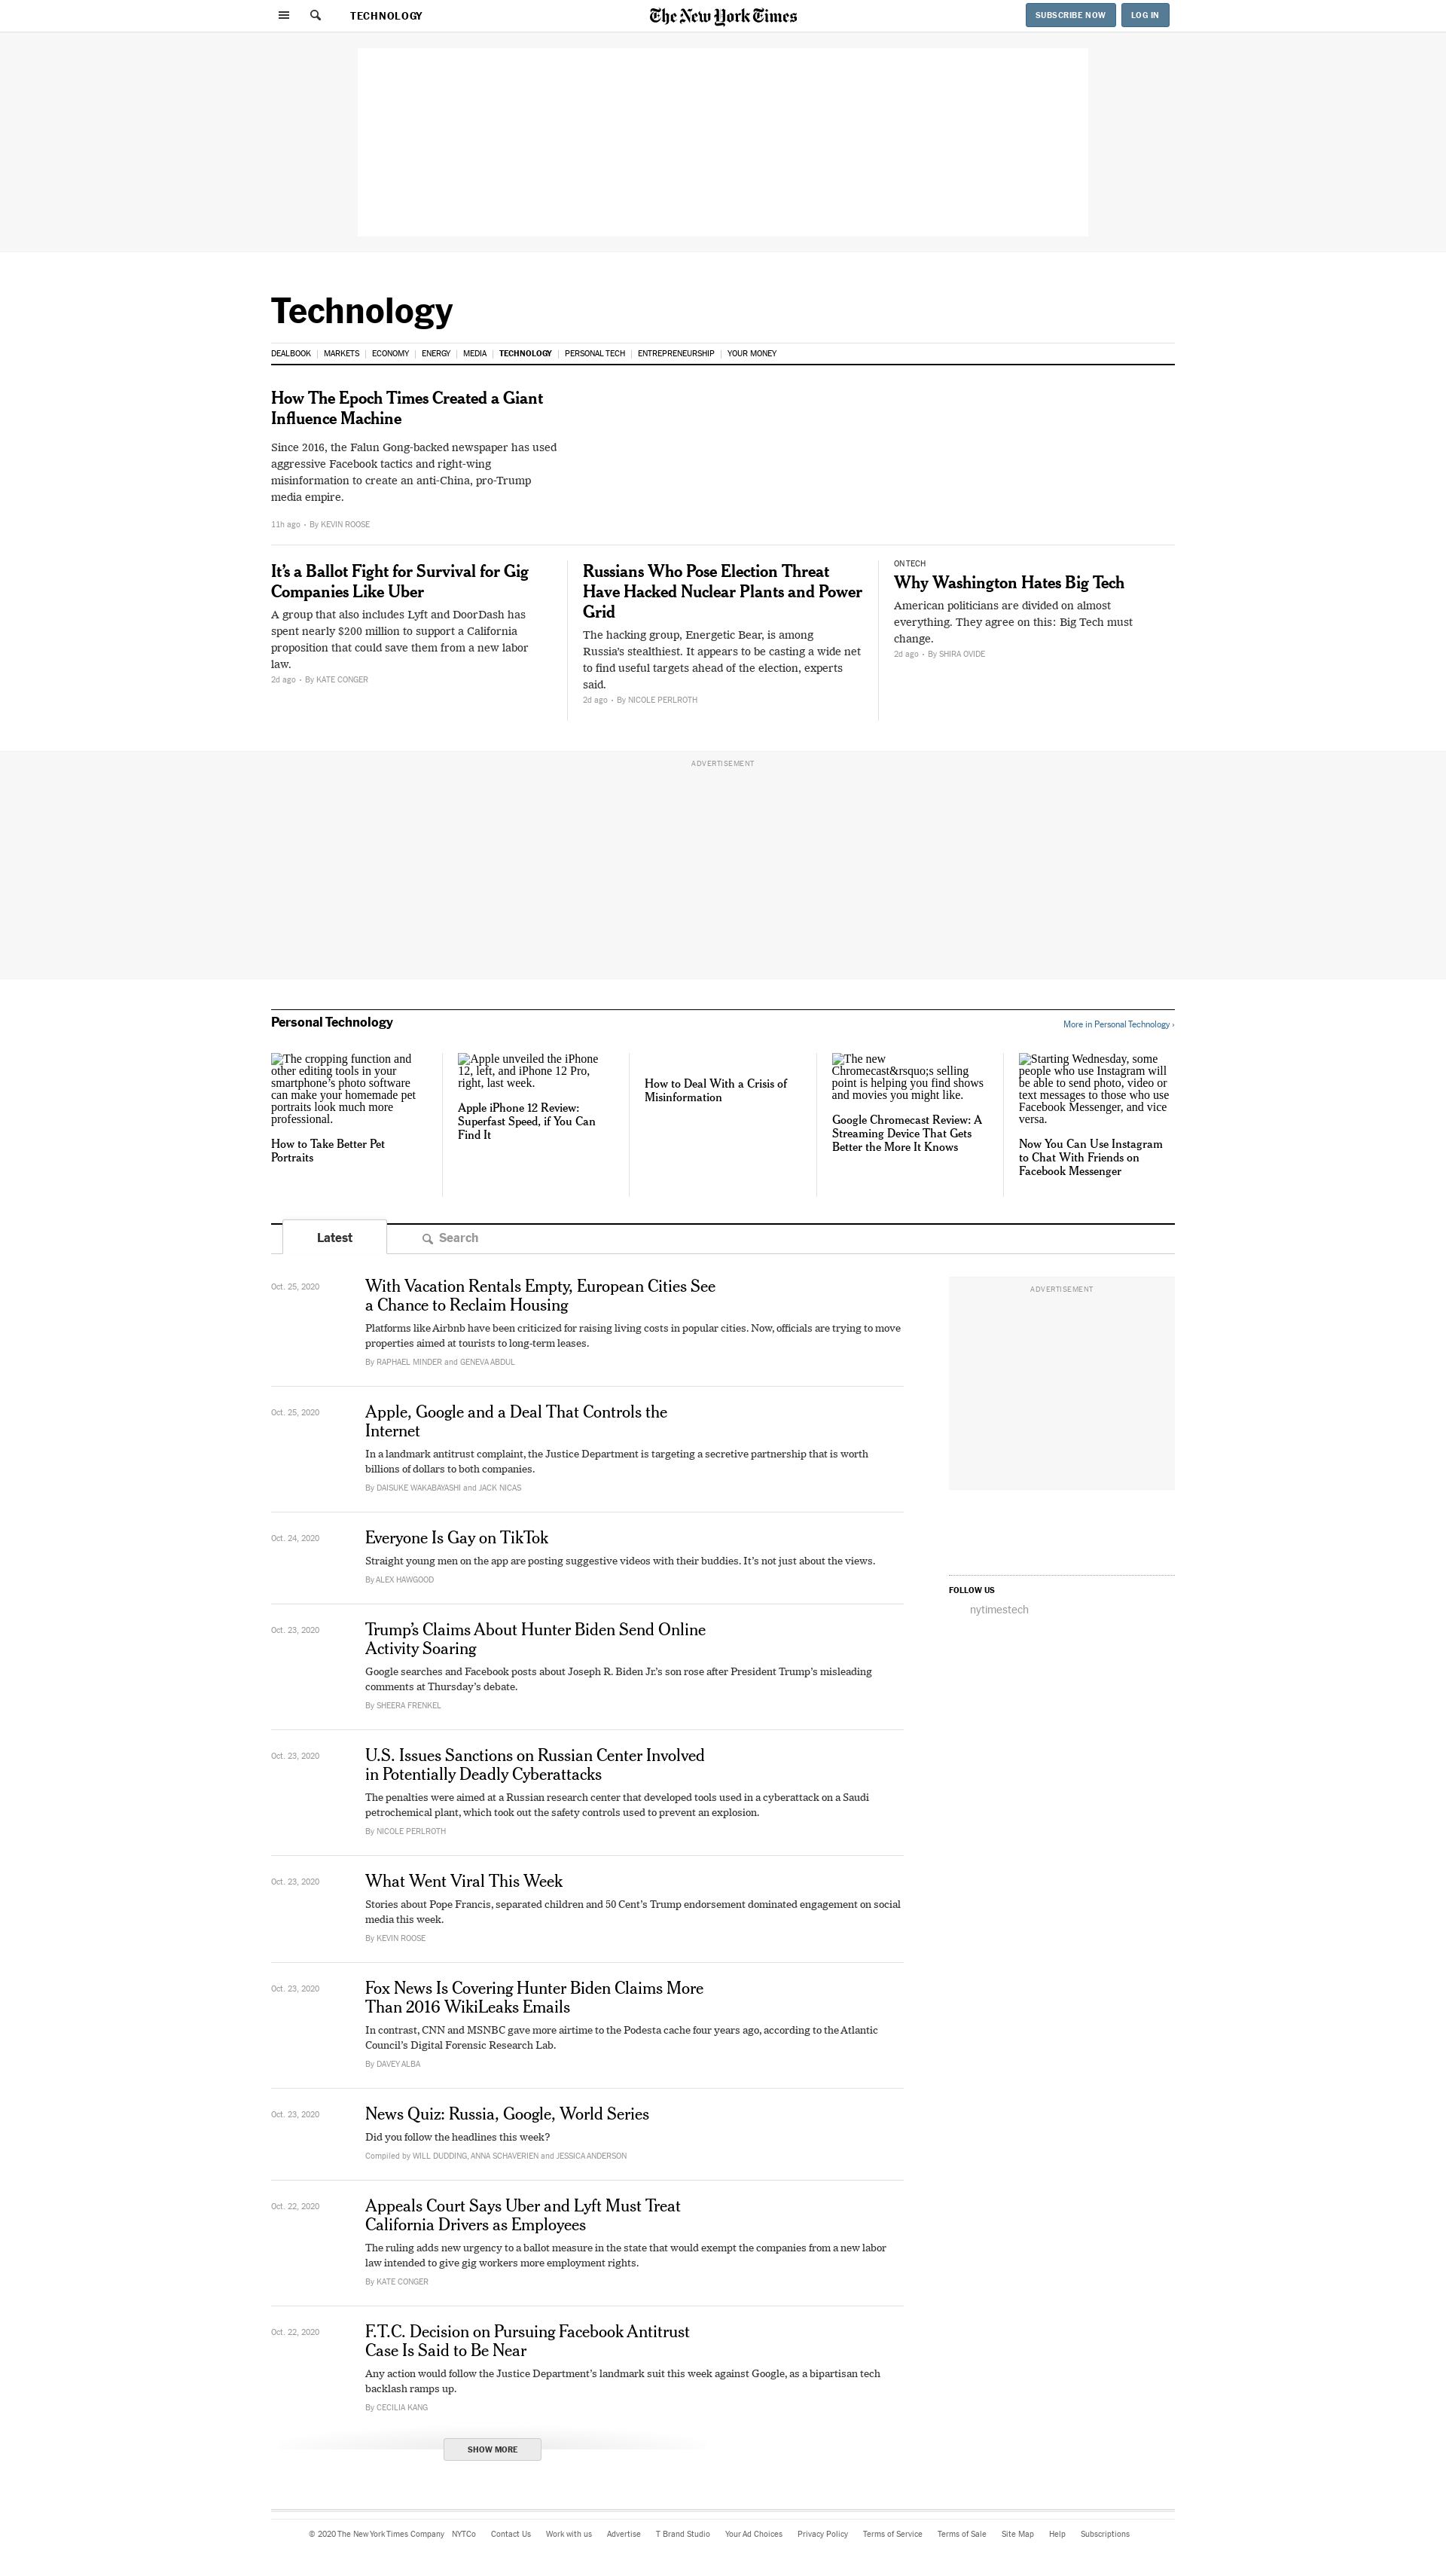 TECHNOLOGY
The New York Times
SUBSCRIBE NOW
LOG IN
Technology
DEALBOOK
MARKETS
ECONOMY
ENERGY
MEDIA
TECHNOLOGY
PERSONAL TECH
ENTREPRENEURSHIP
YOUR MONEY
How The Epoch Times Created a Giant
Influence Machine
Since 2016, the Falun Gong-backed newspaper has used
aggressive Facebook tactics and right-wing
misinformation to create an anti-China, pro-Trump
media empire.
11h ago • By KEVIN ROOSE
It’s a Ballot Fight for Survival for Gig
Companies Like Uber
A group that also includes Lyft and DoorDash has
spent nearly $200 million to support a California
proposition that could save them from a new labor
law.
2d ago • By KATE CONGER
Russians Who Pose Election Threat
Have Hacked Nuclear Plants and Power
Grid
The hacking group, Energetic Bear, is among
Russia’s stealthiest. It appears to be casting a wide net
to find useful targets ahead of the election, experts
said.
2d ago • By NICOLE PERLROTH
ON TECH
Why Washington Hates Big Tech
American politicians are divided on almost
everything. They agree on this: Big Tech must
change.
2d ago • By SHIRA OVIDE
ADVERTISEMENT
Personal Technology
More in Personal Technology ›
The cropping function and
other editing tools in your
smartphone’s photo software
can make your homemade pet
portraits look much more
professional.
How to Take Better Pet
Portraits
Apple unveiled the iPhone
12, left, and iPhone 12 Pro,
right, last week.
Apple iPhone 12 Review:
Superfast Speed, if You Can
Find It
How to Deal With a Crisis of
Misinformation
The new
Chromecast&rsquo;s selling
point is helping you find shows
and movies you might like.
Google Chromecast Review: A
Streaming Device That Gets
Better the More It Knows
Starting Wednesday, some
people who use Instagram will
be able to send photo, video or
text messages to those who use
Facebook Messenger, and vice
versa.
Now You Can Use Instagram
to Chat With Friends on
Facebook Messenger
Latest
Search
Oct. 25, 2020
With Vacation Rentals Empty, European Cities See
a Chance to Reclaim Housing
Platforms like Airbnb have been criticized for raising living costs in popular cities. Now, officials are trying to move
properties aimed at tourists to long-term leases.
By RAPHAEL MINDER and GENEVA ABDUL
ADVERTISEMENT
Oct. 25, 2020
Apple, Google and a Deal That Controls the
Internet
In a landmark antitrust complaint, the Justice Department is targeting a secretive partnership that is worth
billions of dollars to both companies.
By DAISUKE WAKABAYASHI and JACK NICAS
Oct. 24, 2020
Everyone Is Gay on TikTok
Straight young men on the app are posting suggestive videos with their buddies. It’s not just about the views.
By ALEX HAWGOOD
FOLLOW US
nytimestech
Oct. 23, 2020
Trump’s Claims About Hunter Biden Send Online
Activity Soaring
Google searches and Facebook posts about Joseph R. Biden Jr.’s son rose after President Trump’s misleading
comments at Thursday’s debate.
By SHEERA FRENKEL
Oct. 23, 2020
U.S. Issues Sanctions on Russian Center Involved
in Potentially Deadly Cyberattacks
The penalties were aimed at a Russian research center that developed tools used in a cyberattack on a Saudi
petrochemical plant, which took out the safety controls used to prevent an explosion.
By NICOLE PERLROTH
Oct. 23, 2020
What Went Viral This Week
Stories about Pope Francis, separated children and 50 Cent’s Trump endorsement dominated engagement on social
media this week.
By KEVIN ROOSE
Oct. 23, 2020
Fox News Is Covering Hunter Biden Claims More
Than 2016 WikiLeaks Emails
In contrast, CNN and MSNBC gave more airtime to the Podesta cache four years ago, according to the Atlantic
Council’s Digital Forensic Research Lab.
By DAVEY ALBA
Oct. 23, 2020
News Quiz: Russia, Google, World Series
Did you follow the headlines this week?
Compiled by WILL DUDDING, ANNA SCHAVERIEN and JESSICA ANDERSON
Oct. 22, 2020
Appeals Court Says Uber and Lyft Must Treat
California Drivers as Employees
The ruling adds new urgency to a ballot measure in the state that would exempt the companies from a new labor
law intended to give gig workers more employment rights.
By KATE CONGER
Oct. 22, 2020
F.T.C. Decision on Pursuing Facebook Antitrust
Case Is Said to Be Near
Any action would follow the Justice Department’s landmark suit this week against Google, as a bipartisan tech
backlash ramps up.
By CECILIA KANG
SHOW MORE
© 2020 The New York Times Company
NYTCo
Contact Us
Work with us
Advertise
T Brand Studio
Your Ad Choices
Privacy Policy
Terms of Service
Terms of Sale
Site Map
Help
Subscriptions